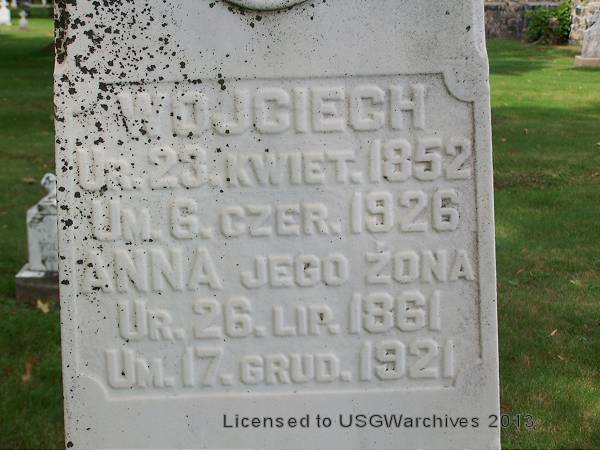 WOJCIECH
UR. 23. KWIET. 1852
UM. 6. CZER. 1926
ANNA JEGO ŻONA
UR. 26. LIP. 1861
UM. 17. GRUD. 1921
Licensed to USGWarchives 2013